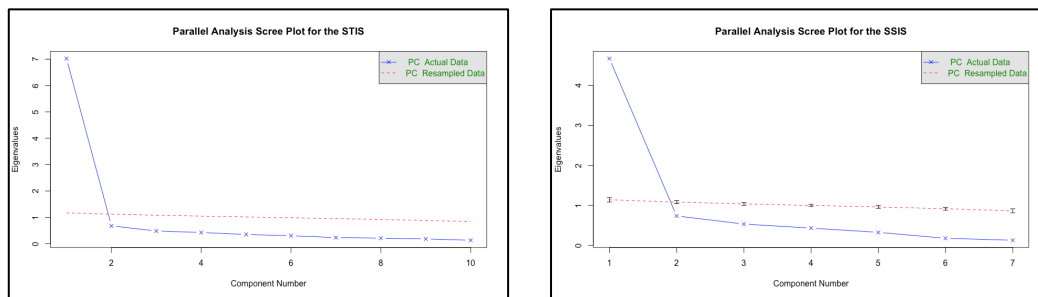 Parallel Analysis Scree Plot for the STIS
PC Actual Data
PC Resampled Data
Eigenvalues
7
6
5
4
3
2
1
0
2
4
6
8
10
Component Number
Parallel Analysis Scree Plot for the SSIS
PC Actual Data
PC Resampled Data
Eigenvalues
4
3
2
1
0
1
2
3
4
5
6
7
Component Number